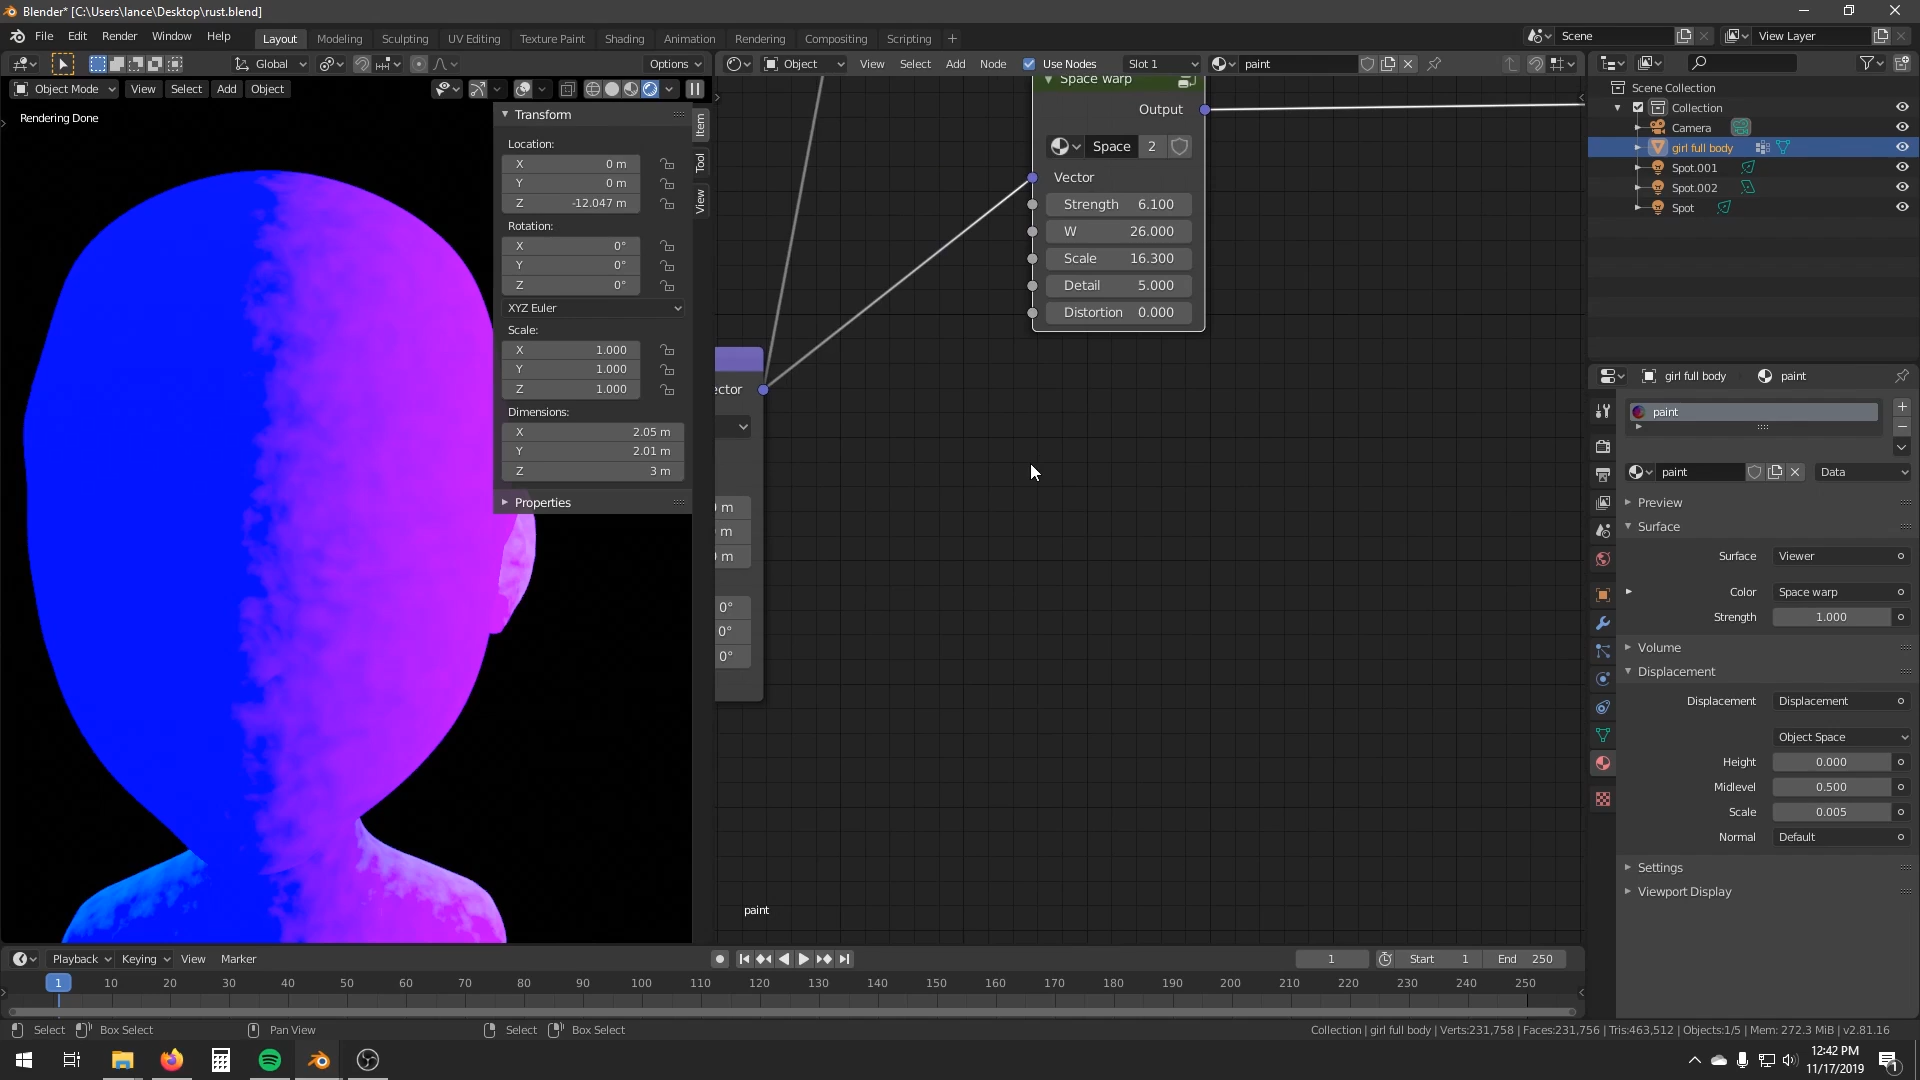 Blender* [C:\Users\lance\Desktop\rust.blend]
File Edit Render Window Help Layout Modeling Sculpting UV Editing Texture Paint Shading Animation Rendering Compositing Scripting + Scene View Layer
Global Options Object View Select Add Node Use Nodes Slot 1 paint
Object Mode View Select Add Object
Rendering Done
Transform
Location:
X 0 m
Y 0 m
Z -12.047 m
Rotation:
X 0°
Y 0°
Z 0°
XYZ Euler
Scale:
X 1.000
Y 1.000
Z 1.000
Dimensions:
X 2.05 m
Y 2.01 m
Z 3 m
Properties
Item
Tool
View
Space warp
Output
Space 2
Vector
Strength 6.100
W 26.000
Scale 16.300
Detail 5.000
Distortion 0.000
ector
m
m
m
0°
0°
0°
paint
Scene Collection
Collection
Camera
girl full body
Spot.001
Spot.002
Spot
girl full body paint
paint
paint Data
Preview
Surface
Surface Viewer
Color Space warp
Strength 1.000
Volume
Displacement
Displacement Displacement
Object Space
Height 0.000
Midlevel 0.500
Scale 0.005
Normal Default
Settings
Viewport Display
Playback Keying View Marker 1 Start 1 End 250
1 10 20 30 40 50 60 70 80 90 100 110 120 130 140 150 160 170 180 190 200 210 220 230 240 250
Select Box Select Pan View Select Box Select Collection | girl full body | Verts:231,758 | Faces:231,756 | Tris:463,512 | Objects:1/5 | Mem: 272.3 MiB | v2.81.16
12:42 PM
11/17/2019
1